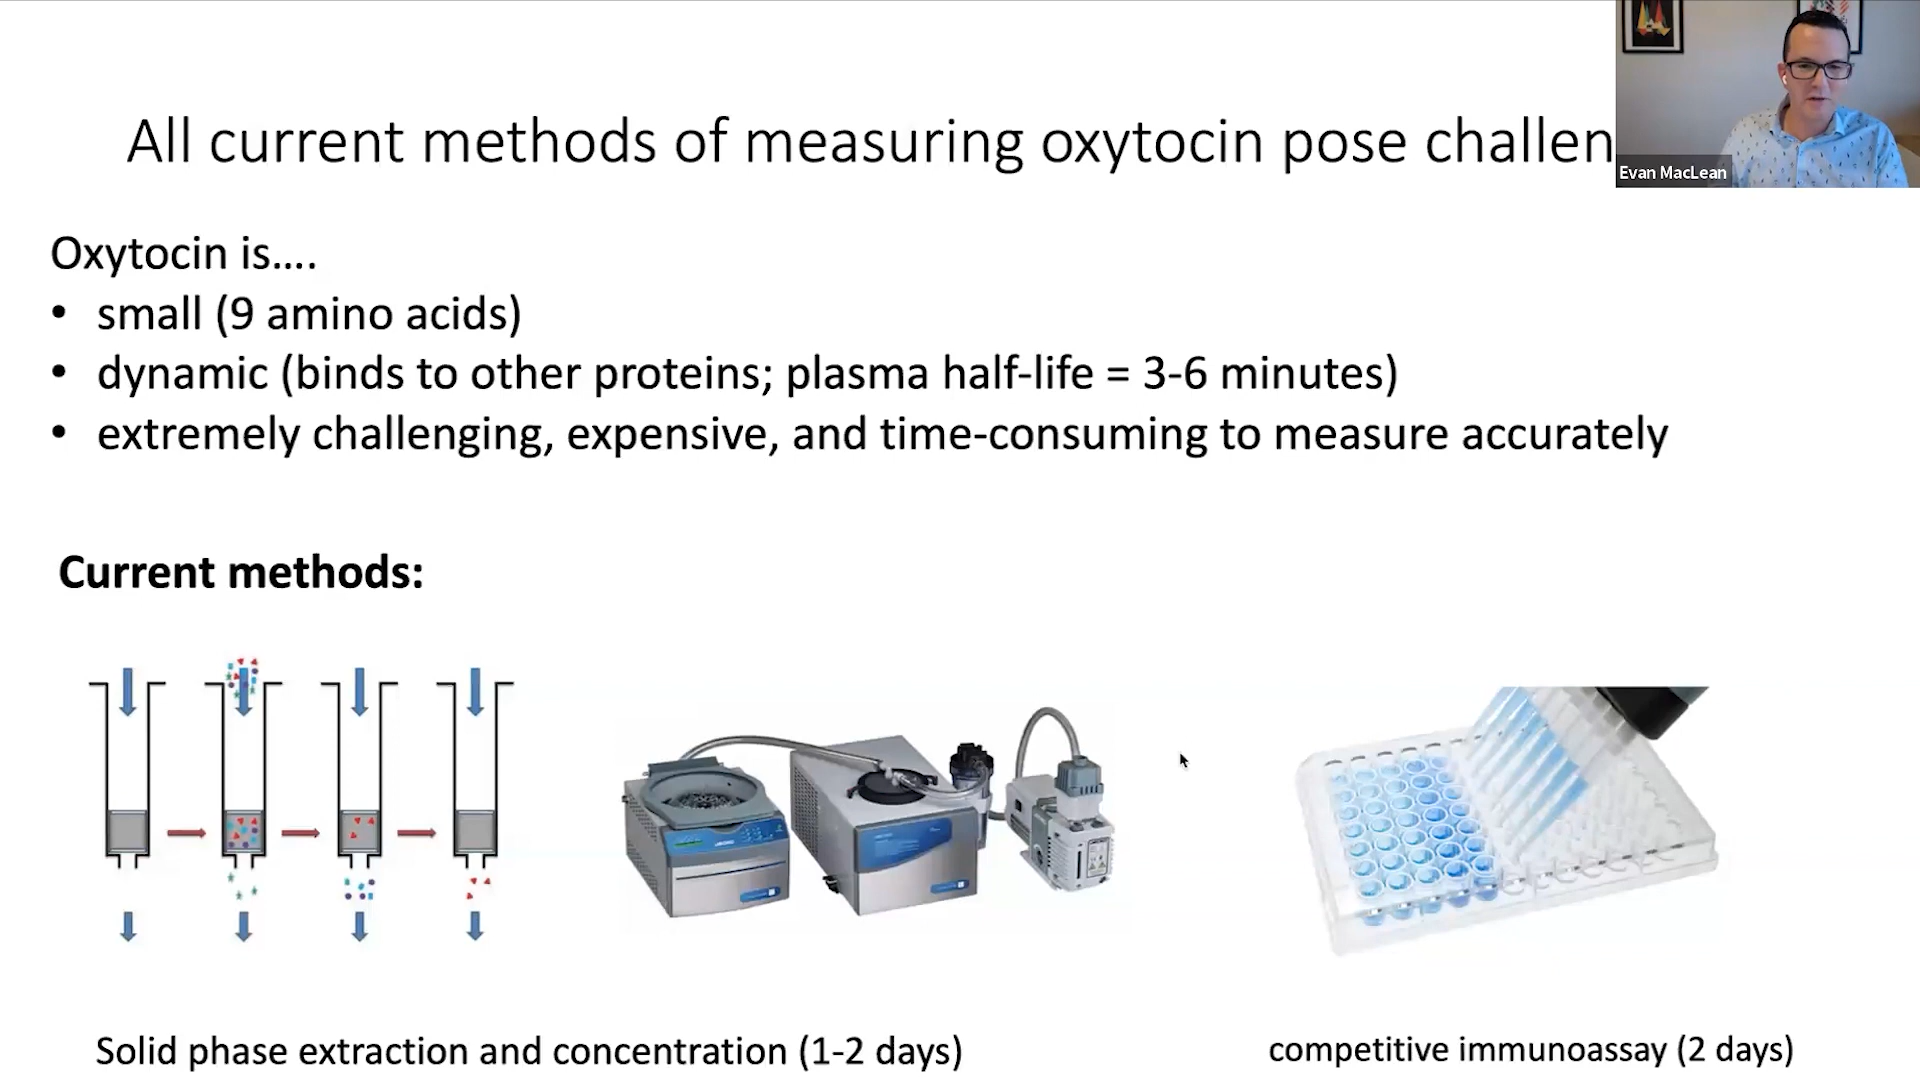 All current methods of measuring oxytocin pose challen
Evan MacLean
Oxytocin is....
• small (9 amino acids)
• dynamic (binds to other proteins; plasma half-life = 3-6 minutes)
• extremely challenging, expensive, and time-consuming to measure accurately
Current methods:
Solid phase extraction and concentration (1-2 days)
competitive immunoassay (2 days)